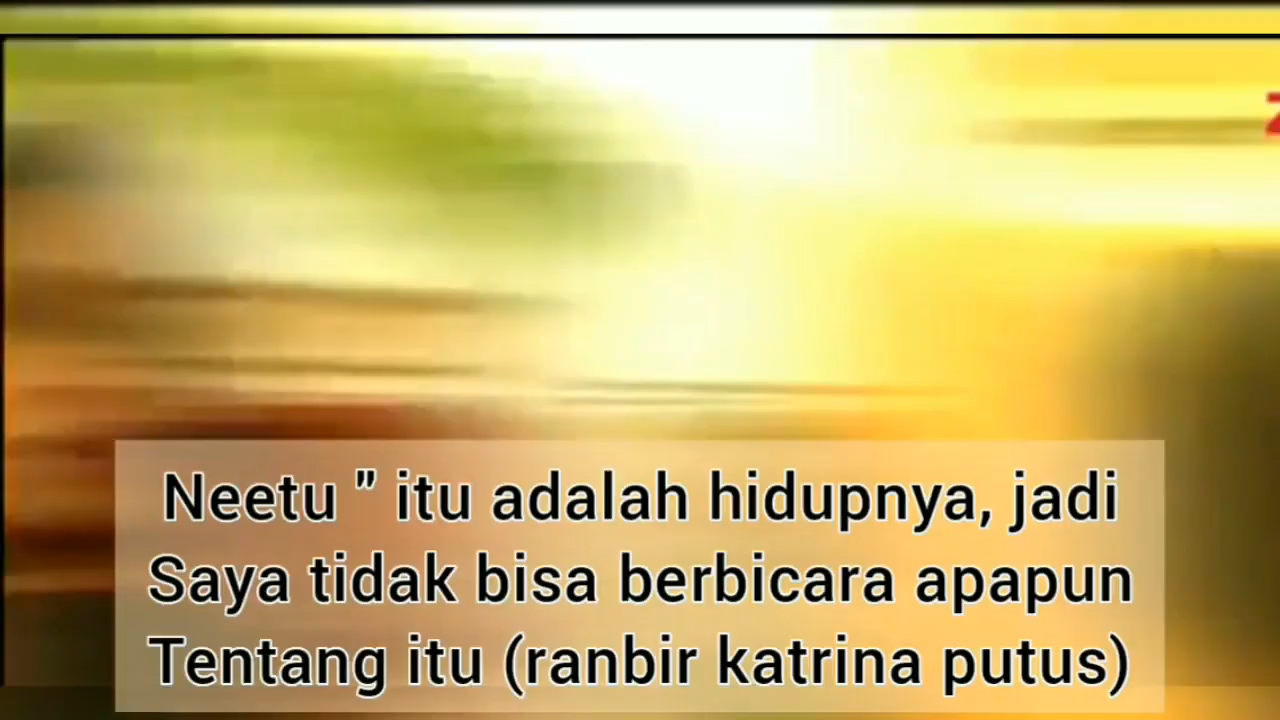 Neetu " itu adalah hidupnya, jadi
Saya tidak bisa berbicara apapun
Tentang itu (ranbir katrina putus)